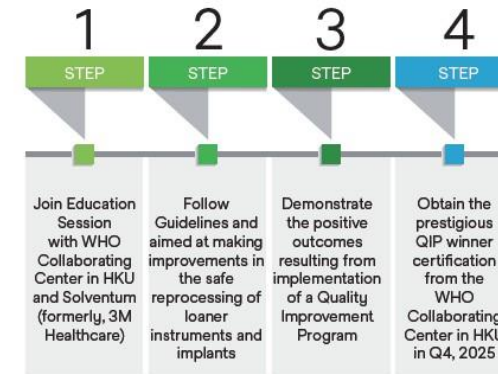 1
STEP
Join Education
Session
with WHO
Collaborating
Center in HKU
and Solventum
(formerly, 3M
Healthcare)
2
STEP
Follow
Guidelines and
aimed at making
improvements in
the safe
reprocessing of
loaner
instruments and
implants
3
STEP
Demonstrate
the positive
outcomes
resulting from
implementation
of a Quality
Improvement
Program
4
STEP
Obtain the
prestigious
QIP winner
certification
from the
WHO
Collaborating
Center in HKU
in Q4, 2025